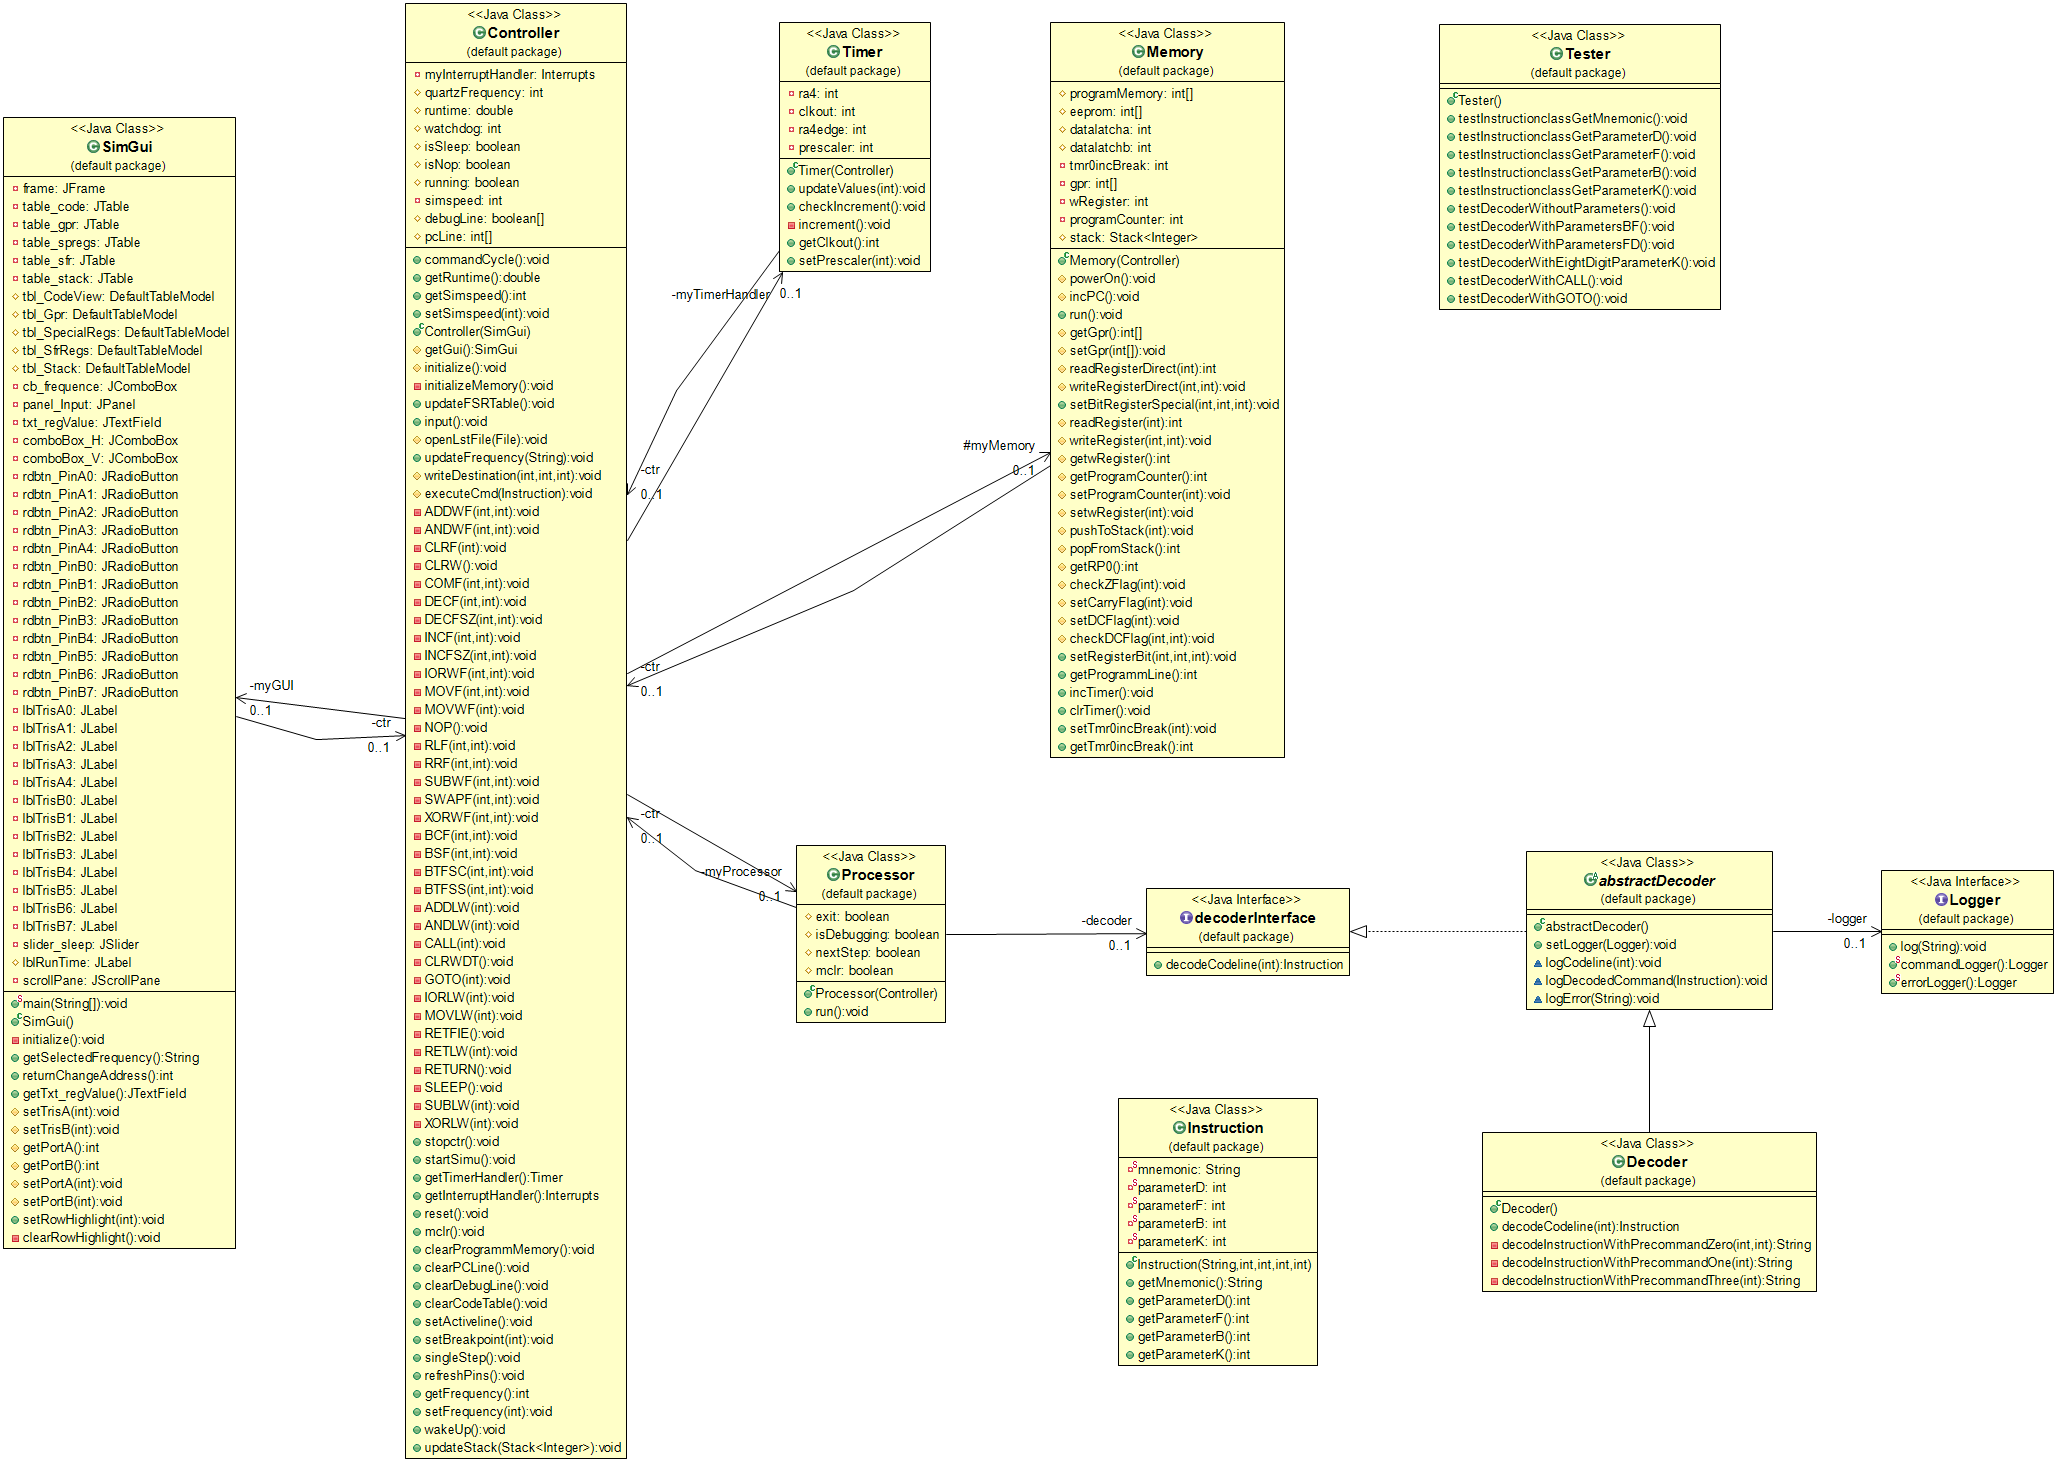 <<Java Class>>
SimGui
(default package)
frame: JFrame
table_code: JTable
table_gpr: JTable
table_spregs: JTable
table_sfr: JTable
table_stack: JTable
tbl_CodeView: DefaultTableModel
tbl_Gpr: DefaultTableModel
tbl_SpecialRegs: DefaultTableModel
tbl_SfrRegs: DefaultTableModel
tbl_Stack: DefaultTableModel
cb_frequence: JComboBox
panel_Input: JPanel
txt_regValue: JTextField
comboBox_H: JComboBox
comboBox_V: JComboBox
rdbtn_PinA0: JRadioButton
rdbtn_PinA1: JRadioButton
rdbtn_PinA2: JRadioButton
rdbtn_PinA3: JRadioButton
rdbtn_PinA4: JRadioButton
rdbtn_PinB0: JRadioButton
rdbtn_PinB1: JRadioButton
rdbtn_PinB2: JRadioButton
rdbtn_PinB3: JRadioButton
rdbtn_PinB4: JRadioButton
rdbtn_PinB5: JRadioButton
rdbtn_PinB6: JRadioButton
rdbtn_PinB7: JRadioButton
lblTrisA0: JLabel
lblTrisA1: JLabel
lblTrisA2: JLabel
lblTrisA3: JLabel
lblTrisA4: JLabel
lblTrisB0: JLabel
lblTrisB1: JLabel
lblTrisB2: JLabel
lblTrisB3: JLabel
lblTrisB4: JLabel
lblTrisB5: JLabel
lblTrisB6: JLabel
lblTrisB7: JLabel
slider_sleep: JSlider
lblRunTime: JLabel
scrollPane: JScrollPane
main(String[]):void
SimGui()
initialize():void
getSelectedFrequency():String
returnChangeAddress():int
getTxt_regValue():JTextField
setTrisA(int):void
setTrisB(int):void
getPortA():int
getPortB():int
setPortA(int):void
setPortB(int):void
setRowHighlight(int):void
clearRowHighlight():void
-myGUI
0..1
-ctr
0..1
<<Java Class>>
Controller
(default package)
myInterruptHandler: Interrupts
quartzFrequency: int
runtime: double
watchdog: int
isSleep: boolean
isNop: boolean
running: boolean
simspeed: int
debugLine: boolean[]
pcLine: int[]
commandCycle():void
getRuntime():double
getSimspeed():int
setSimspeed(int):void
Controller(SimGui)
getGui():SimGui
initialize():void
initializeMemory():void
updateFSRTable():void
input():void
openLstFile(File):void
updateFrequency(String):void
writeDestination(int,int,int):void
executeCmd(Instruction):void
ADDWF(int,int):void
ANDWF(int,int):void
CLRF(int):void
CLRW():void
COMF(int,int):void
DECF(int,int):void
DECFSZ(int,int):void
INCF(int,int):void
INCFSZ(int,int):void
IORWF(int,int):void
MOVF(int,int):void
MOVWF(int):void
NOP():void
RLF(int,int):void
RRF(int,int):void
SUBWF(int,int):void
SWAPF(int,int):void
XORWF(int,int):void
BCF(int,int):void
BSF(int,int):void
BTFSC(int,int):void
BTFSS(int,int):void
ADDLW(int):void
ANDLW(int):void
CALL(int):void
CLRWDT():void
GOTO(int):void
IORLW(int):void
MOVLW(int):void
RETFIE():void
RETLW(int):void
RETURN():void
SLEEP():void
SUBLW(int):void
XORLW(int):void
stopctr():void
startSimu():void
getTimerHandler():Timer
getInterruptHandler():Interrupts
reset():void
mclr():void
clearProgrammMemory():void
clearPCLine():void
clearDebugLine():void
clearCodeTable():void
setActiveline():void
setBreakpoint(int):void
singleStep():void
refreshPins():void
getFrequency():int
setFrequency(int):void
wakeUp():void
updateStack(Stack<Integer>):void
<<Java Class>>
Timer
(default package)
ra4: int
clkout: int
ra4edge: int
prescaler: int
Timer(Controller)
updateValues(int):void
checkIncrement():void
increment():void
getClkout():int
setPrescaler(int):void
-myTimerHandler
0..1
-ctr
0..1
#myMemory
0..1
-ctr
0..1
-ctr
0..1
-myProcessor
0..1
<<Java Class>>
Memory
(default package)
programMemory: int[]
eeprom: int[]
datalatcha: int
datalatchb: int
tmr0incBreak: int
gpr: int[]
wRegister: int
programCounter: int
stack: Stack<Integer>
Memory(Controller)
powerOn():void
incPC():void
run():void
getGpr():int[]
setGpr(int[]):void
readRegisterDirect(int):int
writeRegisterDirect(int,int):void
setBitRegisterSpecial(int,int,int):void
readRegister(int):int
writeRegister(int,int):void
getwRegister():int
getProgramCounter():int
setProgramCounter(int):void
setwRegister(int):void
pushToStack(int):void
popFromStack():int
getRP0():int
checkZFlag(int):void
setCarryFlag(int):void
setDCFlag(int):void
checkDCFlag(int,int):void
setRegisterBit(int,int,int):void
getProgrammLine():int
incTimer():void
clrTimer():void
setTmr0incBreak(int):void
getTmr0incBreak():int
<<Java Class>>
Tester
(default package)
Tester()
testInstructionclassGetMnemonic():void
testInstructionclassGetParameterD():void
testInstructionclassGetParameterF():void
testInstructionclassGetParameterB():void
testInstructionclassGetParameterK():void
testDecoderWithoutParameters():void
testDecoderWithParametersBF():void
testDecoderWithParametersFD():void
testDecoderWithEightDigitParameterK():void
testDecoderWithCALL():void
testDecoderWithGOTO():void
<<Java Class>>
Processor
(default package)
exit: boolean
isDebugging: boolean
nextStep: boolean
mclr: boolean
Processor(Controller)
run():void
-decoder
0..1
<<Java Interface>>
decoderInterface
(default package)
decodeCodeline(int):Instruction
<<Java Class>>
abstractDecoder
(default package)
abstractDecoder()
setLogger(Logger):void
logCodeline(int):void
logDecodedCommand(Instruction):void
logError(String):void
-logger
0..1
<<Java Interface>>
Logger
(default package)
log(String):void
commandLogger():Logger
errorLogger():Logger
<<Java Class>>
Instruction
(default package)
mnemonic: String
parameterD: int
parameterF: int
parameterB: int
parameterK: int
Instruction(String,int,int,int,int)
getMnemonic():String
getParameterD():int
getParameterF():int
getParameterB():int
getParameterK():int
<<Java Class>>
Decoder
(default package)
Decoder()
decodeCodeline(int):Instruction
decodeInstructionWithPrecommandZero(int,int):String
decodeInstructionWithPrecommandOne(int):String
decodeInstructionWithPrecommandThree(int):String